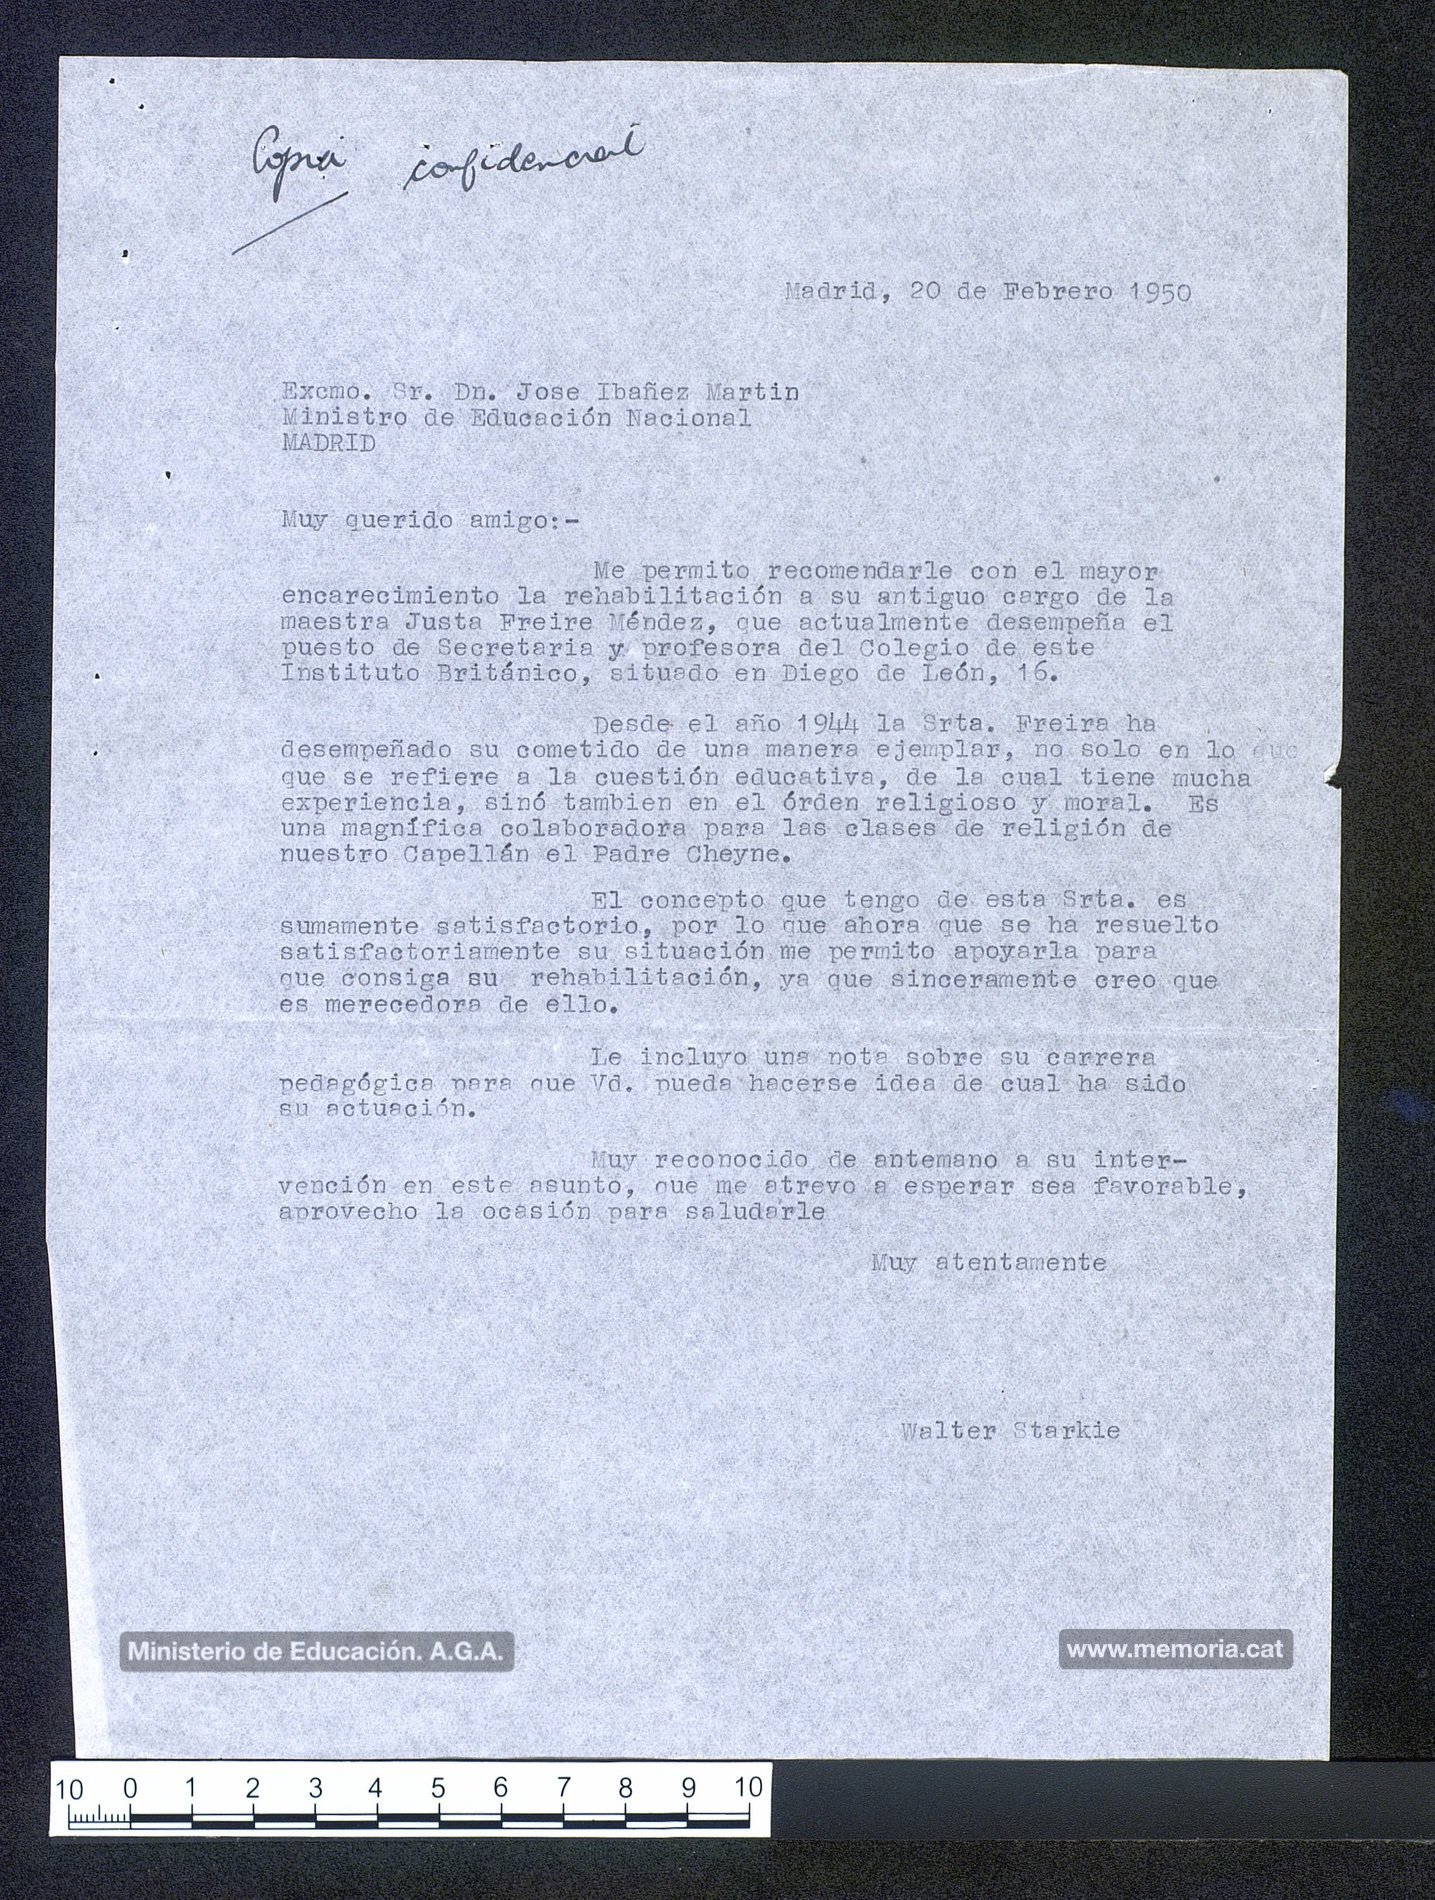 Copia confidencial
Madrid, 20 de Febrero 1950
Excmo. Sr. Dn. Jose Ibañez Martin
Ministro de Educación Nacional
MADRID
Muy querido amigo:-
Me permito recomendarle con el mayor
encarecimiento la rehabilitación a su antiguo cargo de la
maestra Justa Freire Méndez, que actualmente desempeña el
puesto de Secretaria y profesora del Colegio de este
Instituto Británico, situado en Diego de León, 16.
Desde el año 1944 la Srta. Freira ha
desempeñado su cometido de una manera ejemplar, no solo en lo que
que se refiere a la cuestión educativa, de la cual tiene mucha
experiencia, sinó tambien en el órden religioso y moral. Es
una magnífica colaboradora para las clases de religión de
nuestro Capellán el Padre Cheyne.
El concepto que tengo de esta Srta. es
sumamente satisfactorio, por lo que ahora que se ha resuelto
satisfactoriamente su situación me permito apoyarla para
que consiga su rehabilitación, ya que sinceramente creo que
es merecedora de ello.
Le incluyo una nota sobre su carrera
pedagógica para que Vd. pueda hacerse idea de cual ha sido
su actuación.
Muy reconocido de antemano a su inter-
vención en este asunto, que me atrevo a esperar sea favorable,
aprovecho la ocasión para saludarle
Muy atentamente
Walter Starkie
Ministerio de Educación. A.G.A.
www.memoria.cat
10 0 1 2 3 4 5 6 7 8 9 10